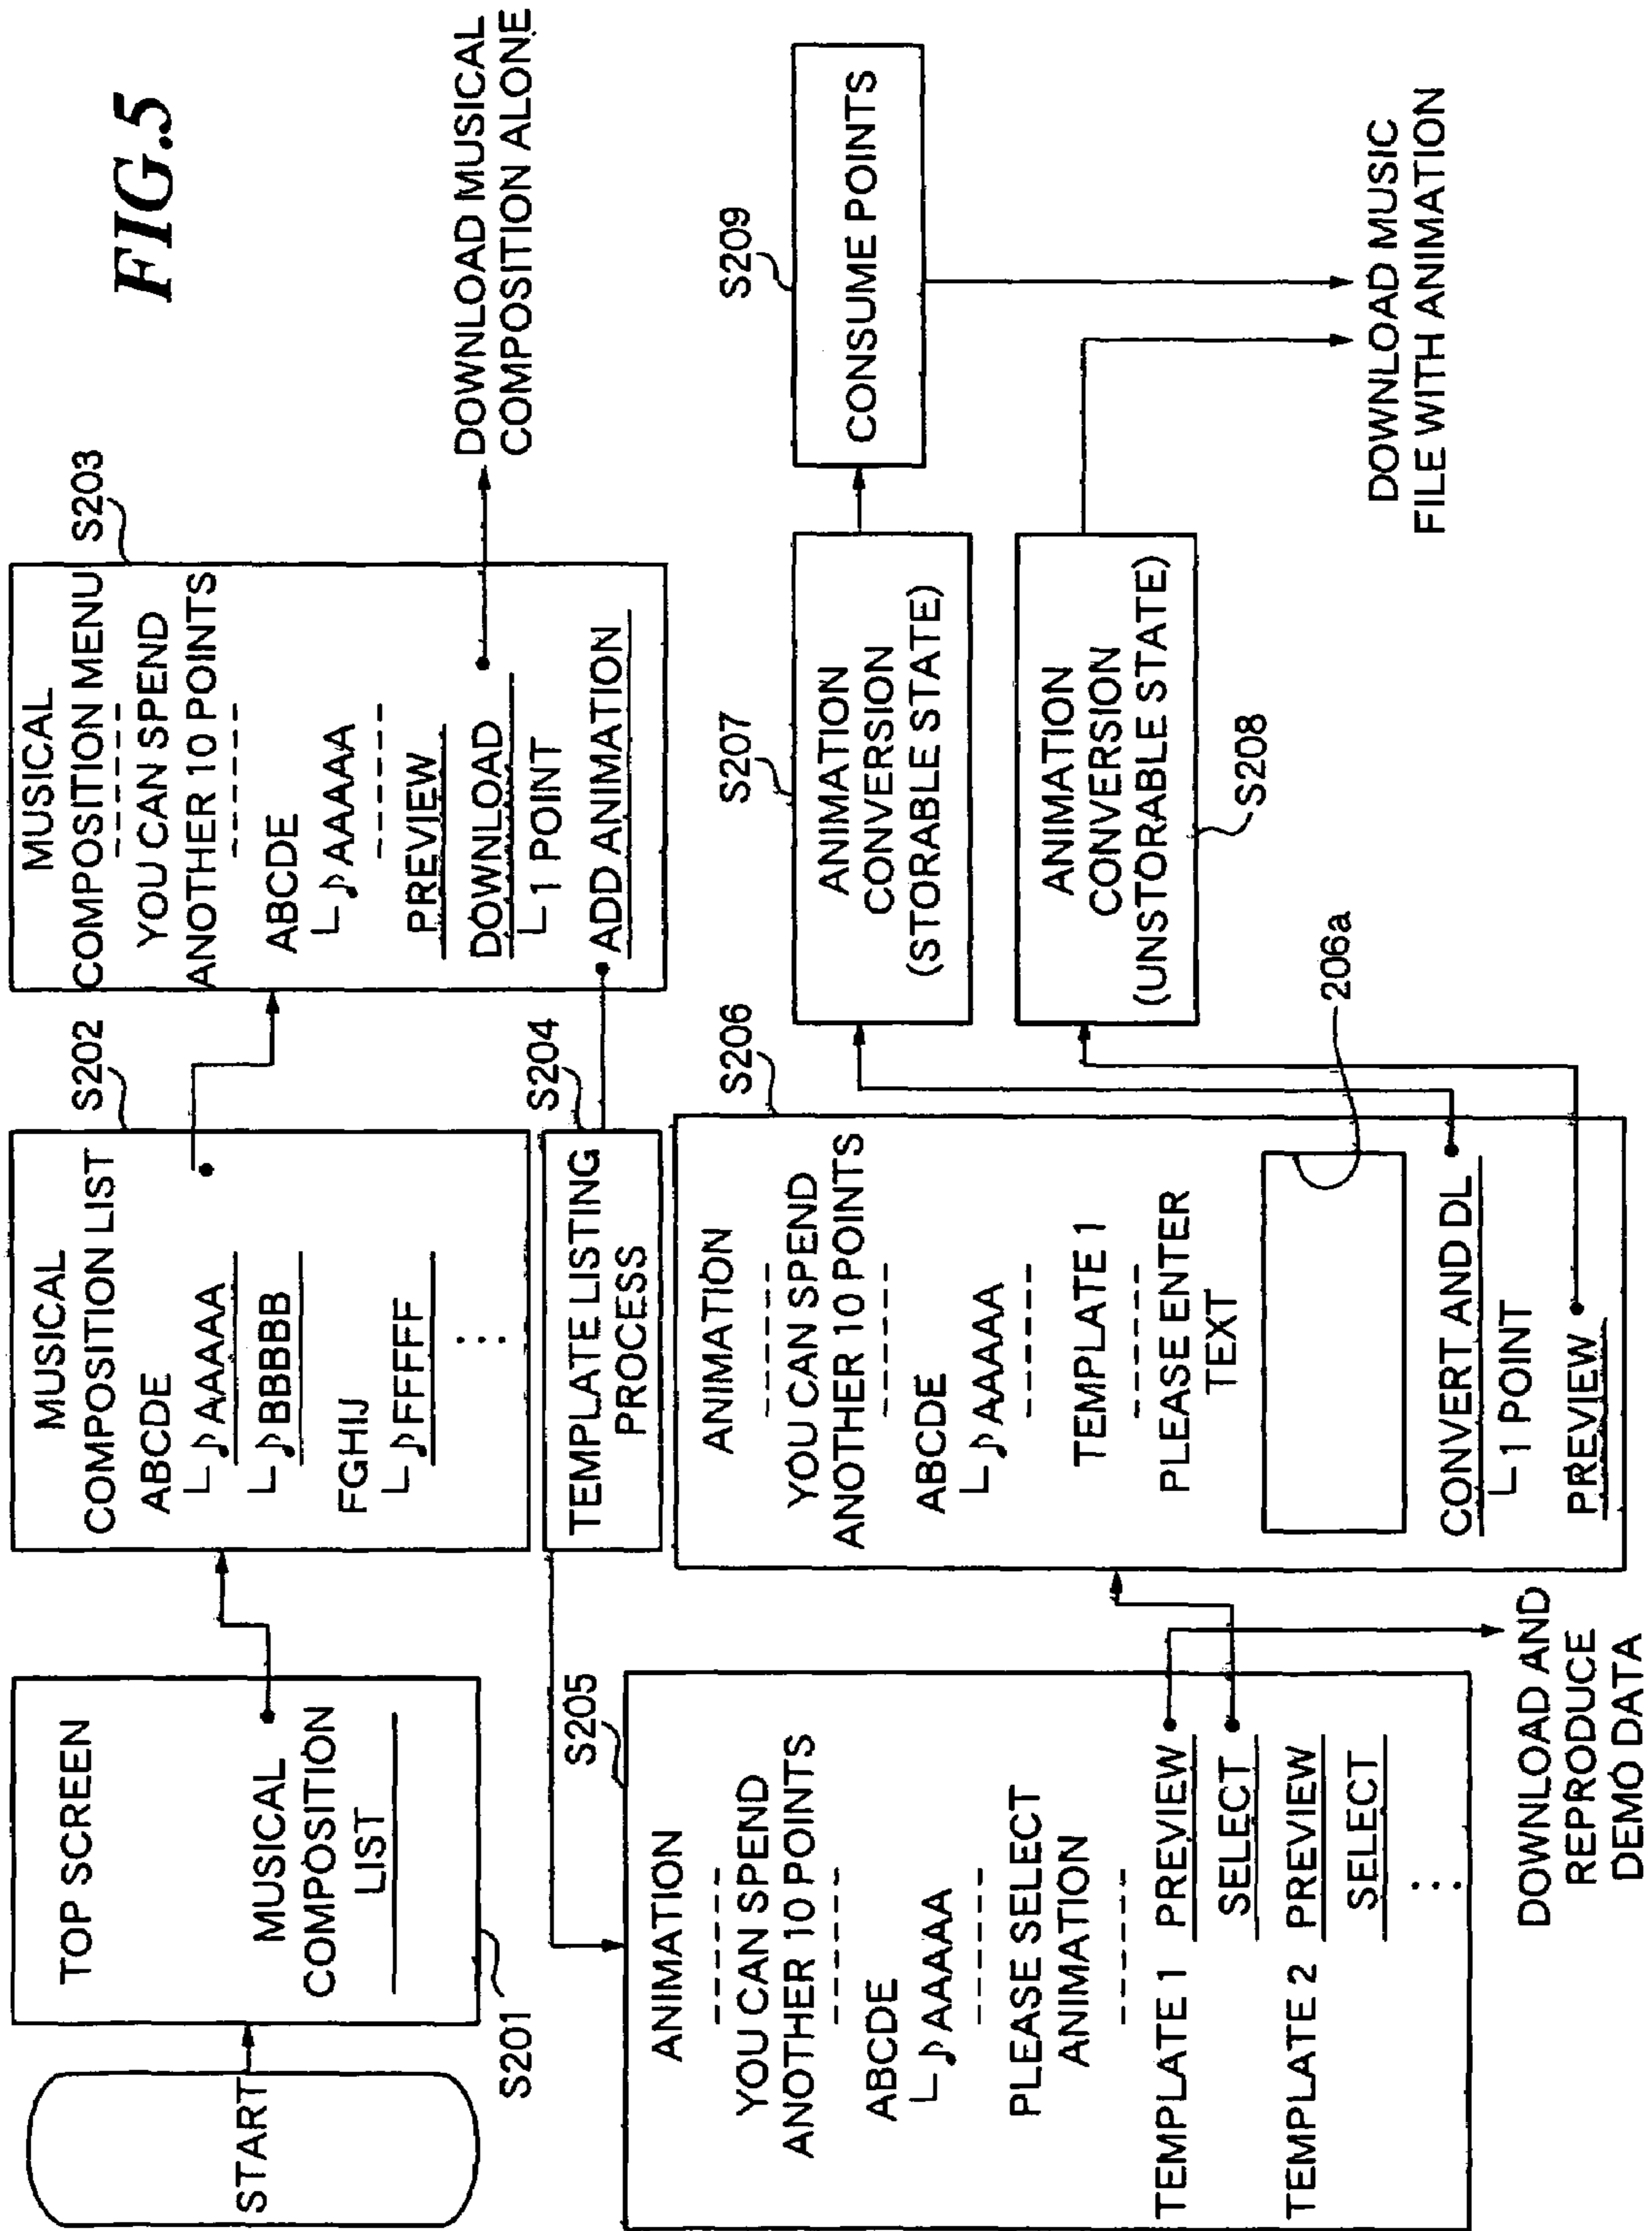 FIG.5
START
S201
TOP SCREEN
MUSICAL
COMPOSITION
LIST
S202
MUSICAL
COMPOSITION LIST
ABCDE
└♪AAAAA
└♪BBBBB
FGHIJ
└♪FFFFF
⋮
S203
MUSICAL
COMPOSITION MENU
YOU CAN SPEND
ANOTHER 10 POINTS
ABCDE
└♪AAAAA
PREVIEW
DOWNLOAD
└1 POINT
ADD ANIMATION
DOWNLOAD MUSICAL
COMPOSITION ALONE
S204
TEMPLATE LISTING
PROCESS
S205
ANIMATION
YOU CAN SPEND
ANOTHER 10 POINTS
ABCDE
└♪AAAAA
PLEASE SELECT
ANIMATION
TEMPLATE 1 PREVIEW
SELECT
TEMPLATE 2 PREVIEW
SELECT
⋮
DOWNLOAD AND
REPRODUCE
DEMO DATA
S206
ANIMATION
YOU CAN SPEND
ANOTHER 10 POINTS
ABCDE
└♪AAAAA
TEMPLATE 1
PLEASE ENTER
TEXT
206a
CONVERT AND DL
└1 POINT
PREVIEW
S207
ANIMATION
CONVERSION
(STORABLE STATE)
S208
ANIMATION
CONVERSION
(UNSTORABLE STATE)
S209
CONSUME POINTS
DOWNLOAD MUSIC
FILE WITH ANIMATION